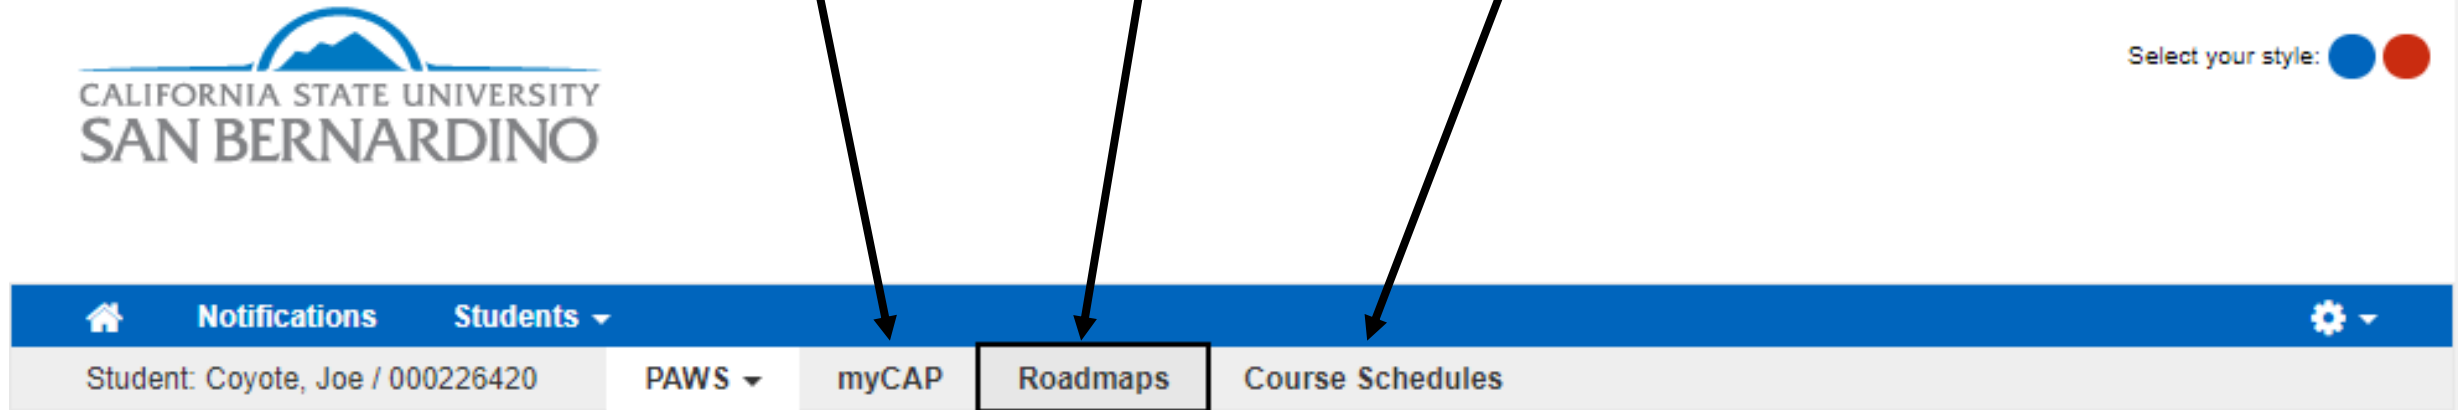 CALIFORNIA STATE UNIVERSITY
SAN BERNARDINO
Select your style:
Notifications Students
Student: Coyote, Joe / 000226420 PAWS myCAP Roadmaps Course Schedules